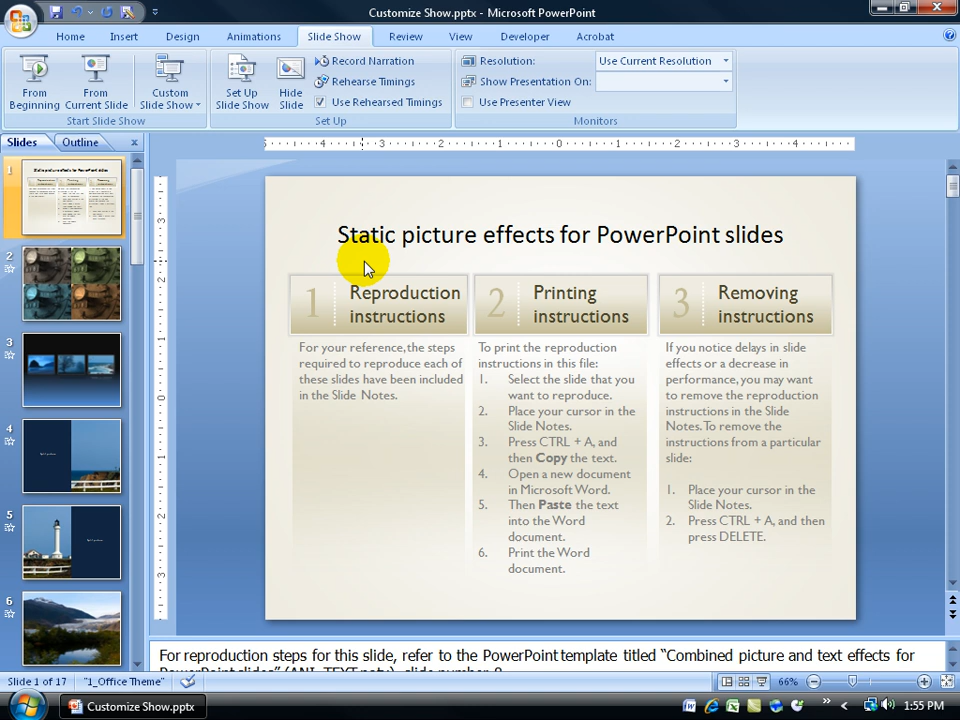 Customize Show.pptx - Microsoft PowerPoint
Home Insert Design Animations Slide Show Review View Developer Acrobat
From Beginning
From Current Slide
Custom Slide Show
Set Up Slide Show
Hide Slide
Record Narration
Rehearse Timings
Use Rehearsed Timings
Resolution: Use Current Resolution
Show Presentation On:
Use Presenter View
Start Slide Show
Set Up
Monitors
Slides Outline
1
2
3
4
5
6
Static picture effects for PowerPoint slides
1 Reproduction
instructions
For your reference, the steps
required to reproduce each of
these slides have been included
in the Slide Notes.
2 Printing
instructions
To print the reproduction
instructions in this file:
1. Select the slide that you
want to reproduce.
2. Place your cursor in the
Slide Notes.
3. Press CTRL + A, and
then Copy the text.
4. Open a new document
in Microsoft Word.
5. Then Paste the text
into the Word
document.
6. Print the Word
document.
3 Removing
instructions
If you notice delays in slide
effects or a decrease in
performance, you may want
to remove the reproduction
instructions in the Slide
Notes. To remove the
instructions from a particular
slide:
1. Place your cursor in the
Slide Notes.
2. Press CTRL + A, and then
press DELETE.
For reproduction steps for this slide, refer to the PowerPoint template titled “Combined picture and text effects for
Slide 1 of 17 "1_Office Theme" 66%
Customize Show.pptx 1:55 PM